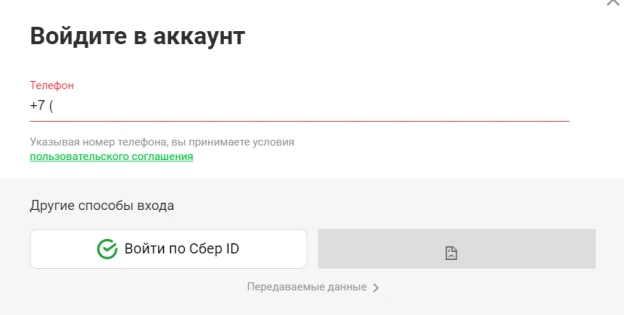 Войдите в аккаунт
Телефон
+7 (
Указывая номер телефона, вы принимаете условия
пользовательского соглашения
Другие способы входа
Войти по Сбер ID
Передаваемые данные